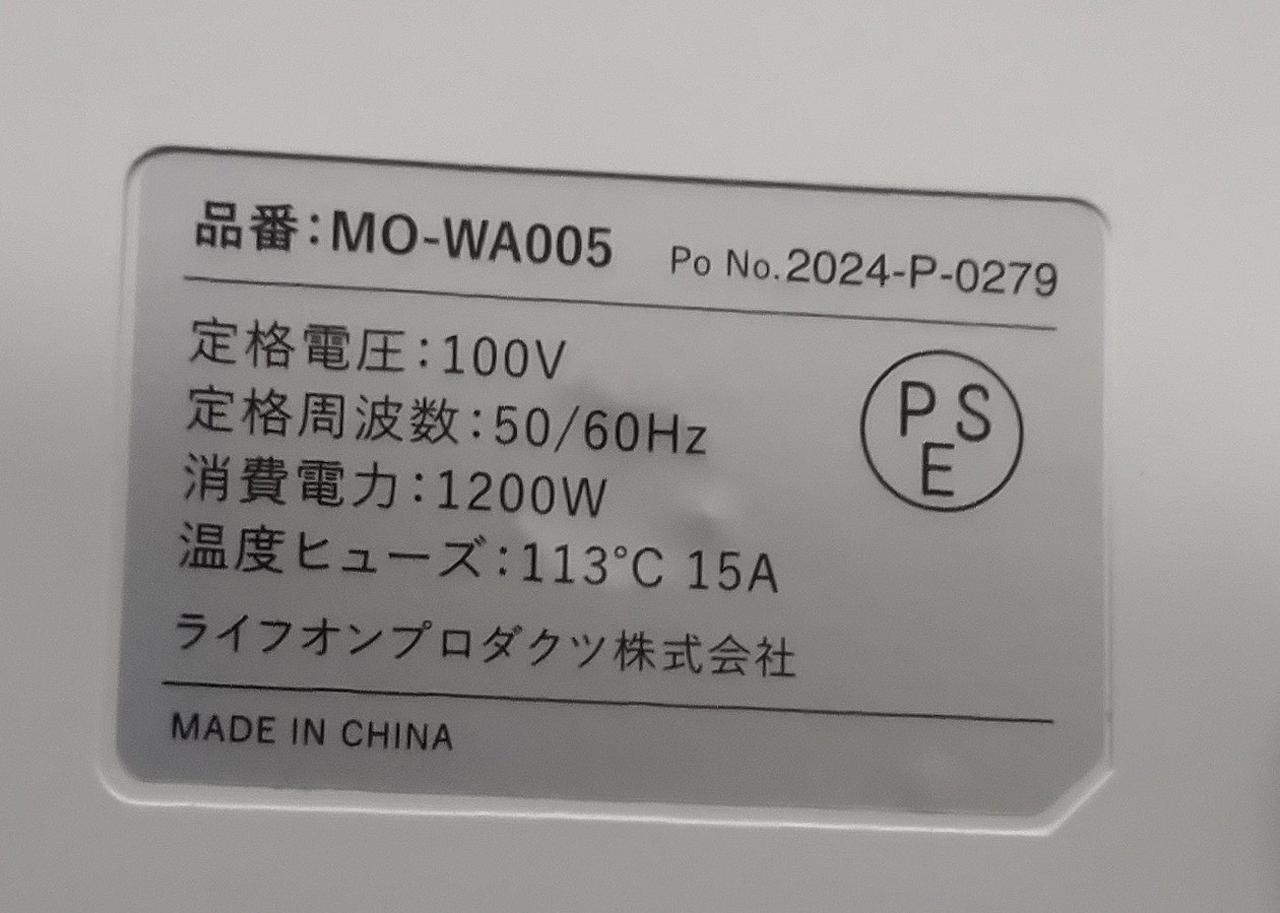 品番：MO-WA005 Po No.2024-P-0279
定格電圧：100V
定格周波数：50/60Hz
消費電力：1200W
温度ヒューズ：113℃ 15A
PSE
ライフオンプロダクツ株式会社
MADE IN CHINA